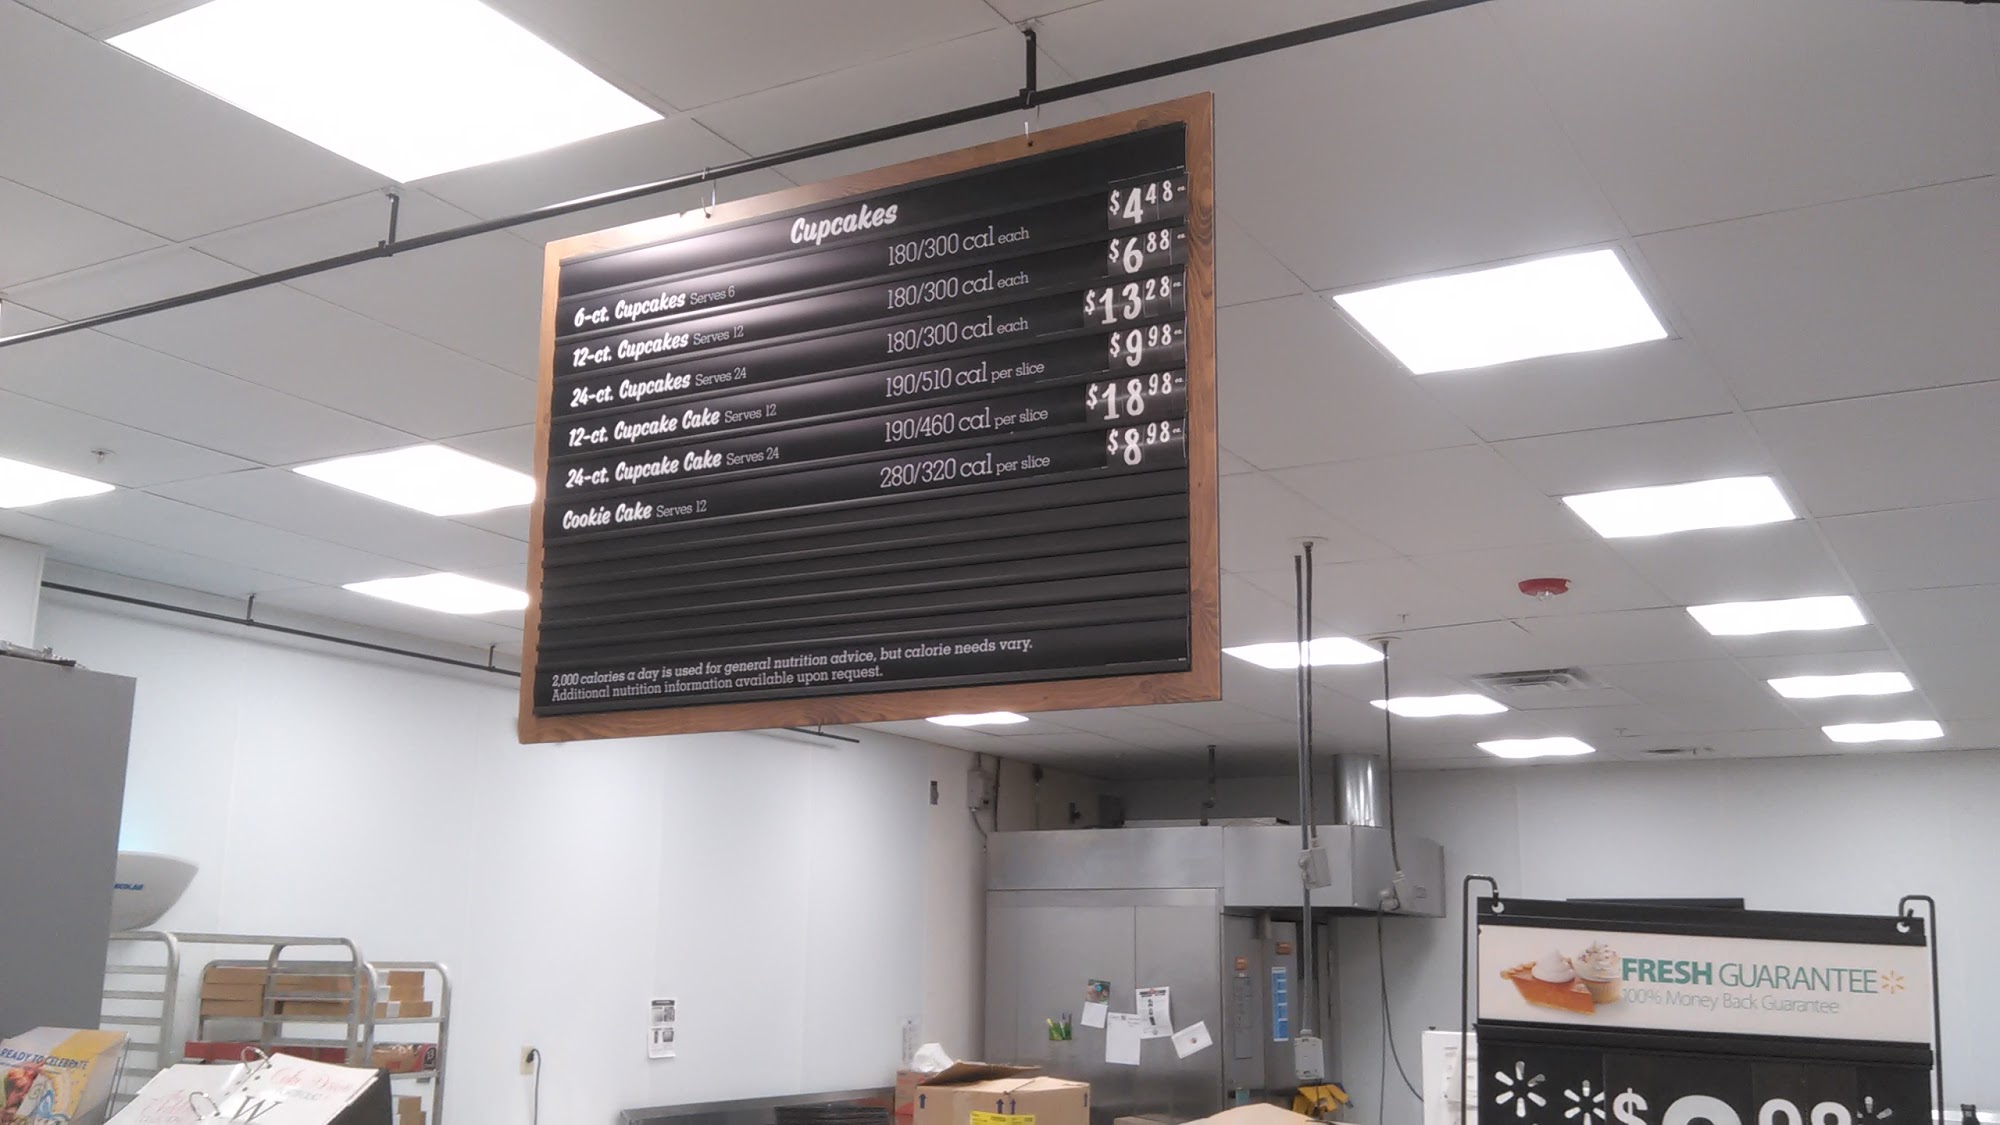 Cupcakes
6-ct. Cupcakes Serves 6 180/300 cal each $4 48
12-ct. Cupcakes Serves 12 180/300 cal each $6 88
24-ct. Cupcakes Serves 24 180/300 cal each $13 28
12-ct. Cupcake Cake Serves 12 190/510 cal per slice $9 98
24-ct. Cupcake Cake Serves 24 190/460 cal per slice $18 98
Cookie Cake Serves 12 280/320 cal per slice $8 98
2,000 calories a day is used for general nutrition advice, but calorie needs vary.
Additional nutrition information available upon request.
FRESH GUARANTEE
100% Money Back Guarantee
READY TO CELEBRATE
W